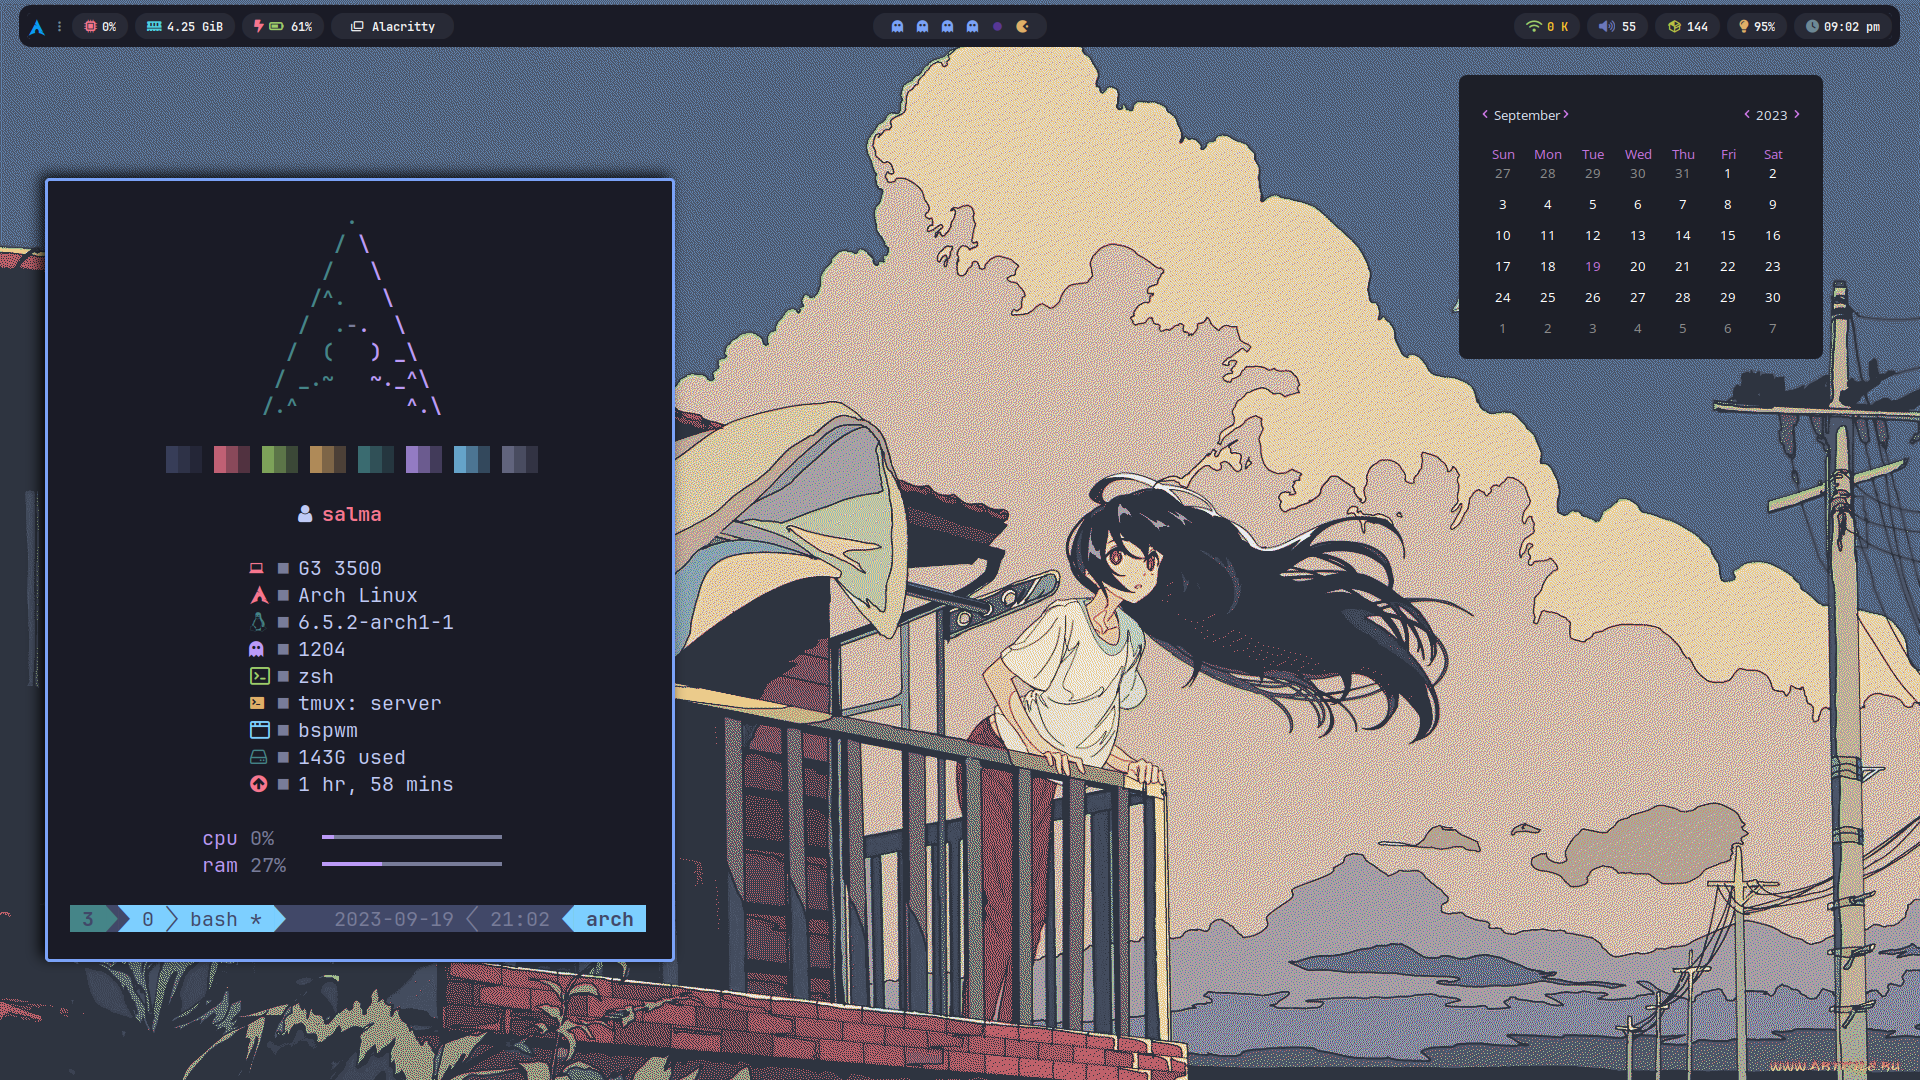 0% 4.25 GiB 61% Alacritty 0 K 55 144 95% 09:02 pm
September 2023
Sun Mon Tue Wed Thu Fri Sat
27 28 29 30 31 1 2
3 4 5 6 7 8 9
10 11 12 13 14 15 16
17 18 19 20 21 22 23
24 25 26 27 28 29 30
1 2 3 4 5 6 7
salma
G3 3500
Arch Linux
6.5.2-arch1-1
1204
zsh
tmux: server
bspwm
143G used
1 hr, 58 mins
cpu 0%
ram 27%
3 0 bash * 2023-09-19 21:02 arch